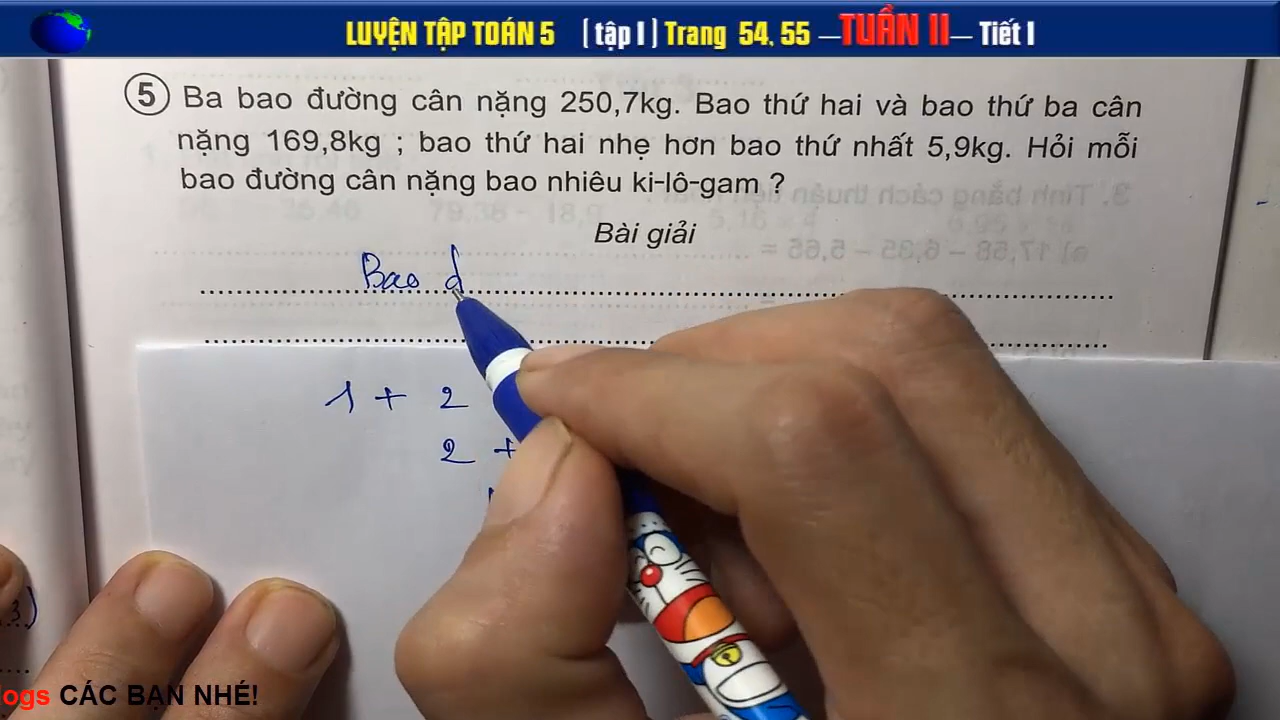 LUYỆN TẬP TOÁN 5 [ tập I ] Trang 54, 55 —TUẦN II— Tiết I
5 Ba bao đường cân nặng 250,7kg. Bao thứ hai và bao thứ ba cân
nặng 169,8kg ; bao thứ hai nhẹ hơn bao thứ nhất 5,9kg. Hỏi mỗi
bao đường cân nặng bao nhiêu ki-lô-gam ?
Bài giải
Bao đ
1 + 2
2 +
logs CÁC BẠN NHÉ!